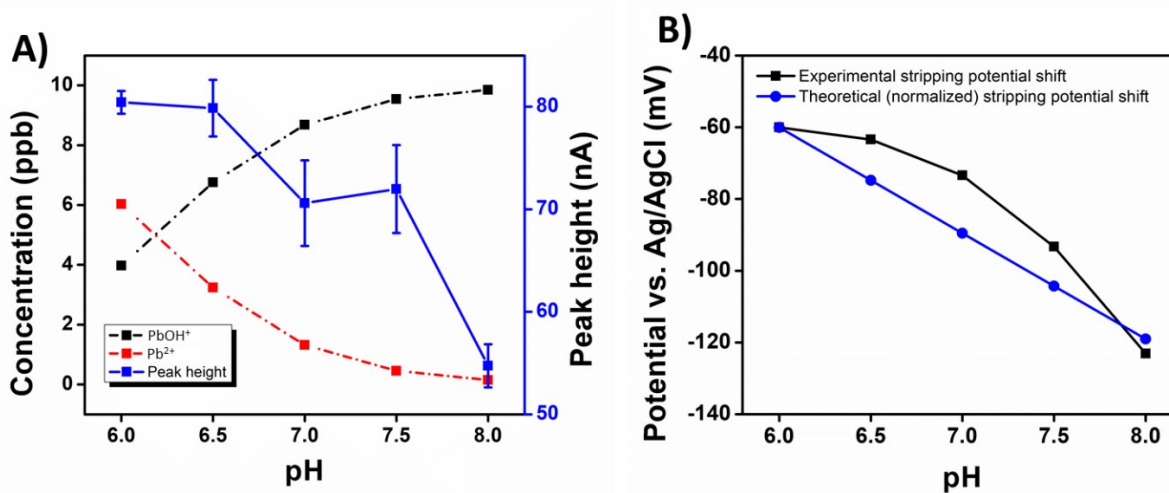 A)
Concentration (ppb)
10
8
6
4
2
0
PbOH⁺
Pb²⁺
Peak height
6.0 6.5 7.0 7.5 8.0
pH
80
70
60
50
Peak height (nA)
B)
Potential vs. Ag/AgCl (mV)
-40
-60
-80
-100
-120
-140
Experimental stripping potential shift
Theoretical (normalized) stripping potential shift
6.0 6.5 7.0 7.5 8.0
pH